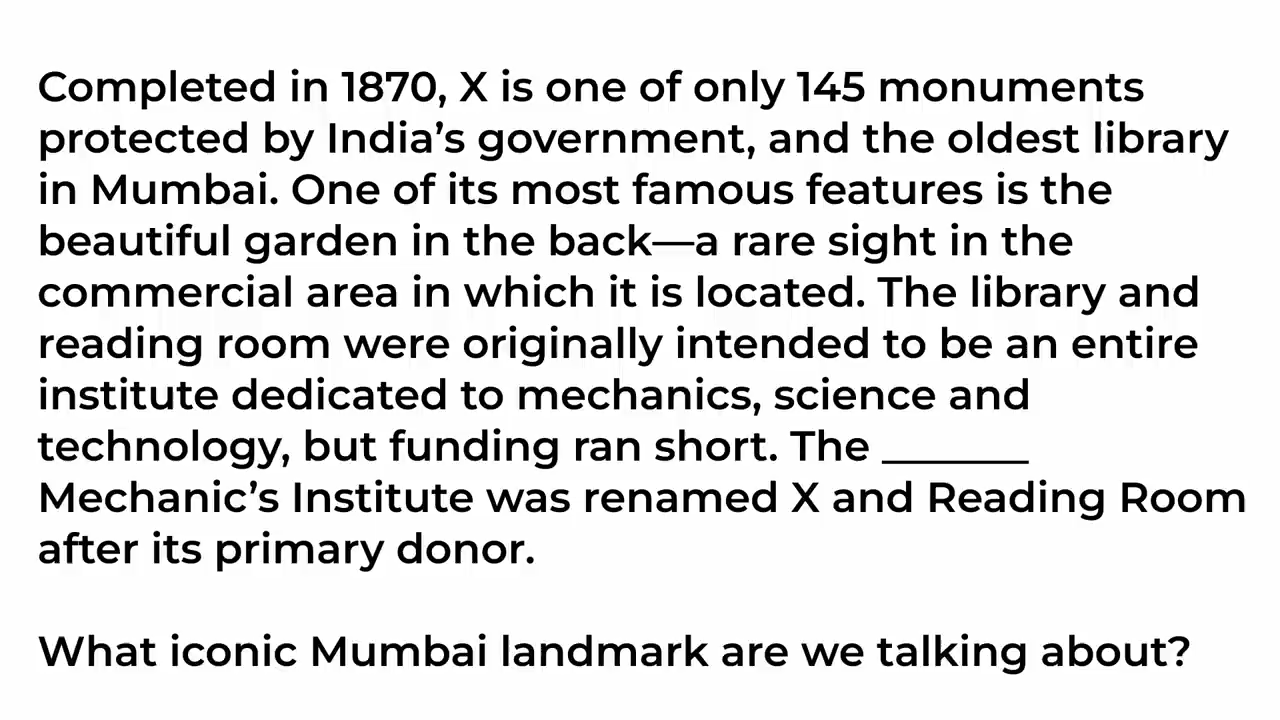 Completed in 1870, X is one of only 145 monuments
protected by India’s government, and the oldest library
in Mumbai. One of its most famous features is the
beautiful garden in the back—a rare sight in the
commercial area in which it is located. The library and
reading room were originally intended to be an entire
institute dedicated to mechanics, science and
technology, but funding ran short. The _______
Mechanic’s Institute was renamed X and Reading Room
after its primary donor.
What iconic Mumbai landmark are we talking about?